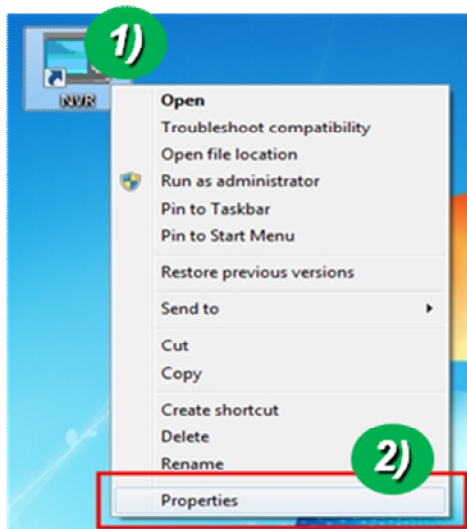 1)
NVR
Open
Troubleshoot compatibility
Open file location
Run as administrator
Pin to Taskbar
Pin to Start Menu
Restore previous versions
Send to
Cut
Copy
Create shortcut
Delete
Rename
2)
Properties